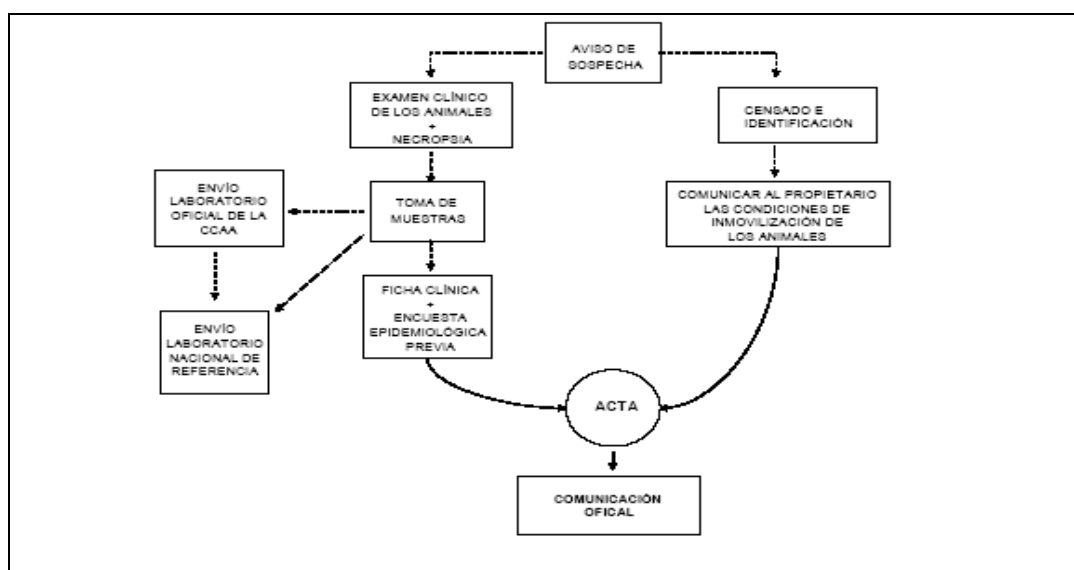 AVISO DE
SOSPECHA
EXAMEN CLÍNICO
DE LOS ANIMALES
+
NECROPSIA
CENSADO E
IDENTIFICACIÓN
ENVÍO
LABORATORIO
OFICIAL DE LA
CCAA
TOMA DE
MUESTRAS
COMUNICAR AL PROPIETARIO
LAS CONDICIONES DE
INMOVILIZACIÓN DE
LOS ANIMALES
FICHA CLÍNICA
+
ENCUESTA
EPIDEMIOLÓGICA
PREVIA
ENVÍO
LABORATORIO
NACIONAL DE
REFERENCIA
ACTA
COMUNICACIÓN
OFICAL